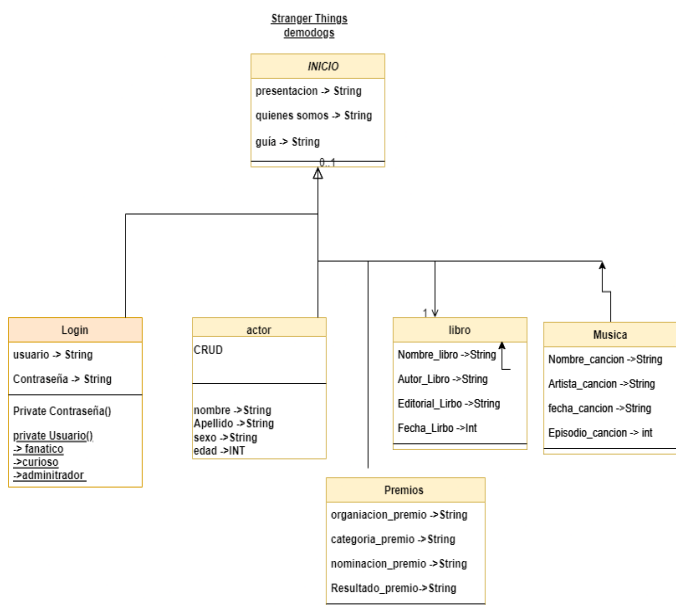 Stranger Things
demodogs
INICIO
presentacion -> String
quienes somos -> String
guía -> String
0..1
Login
usuario -> String
Contraseña -> String
Private Contraseña()
private Usuario()
-> fanatico
->curioso
->adminitrador
actor
CRUD
nombre ->String
Apellido ->String
sexo ->String
edad ->INT
1
libro
Nombre_libro ->String
Autor_Libro ->String
Editorial_Lirbo ->String
Fecha_Lirbo ->Int
Musica
Nombre_cancion ->String
Artista_cancion ->String
fecha_cancion ->String
Episodio_cancion -> int
Premios
organiacion_premio ->String
categoria_premio ->String
nominacion_premio ->String
Resultado_premio->String